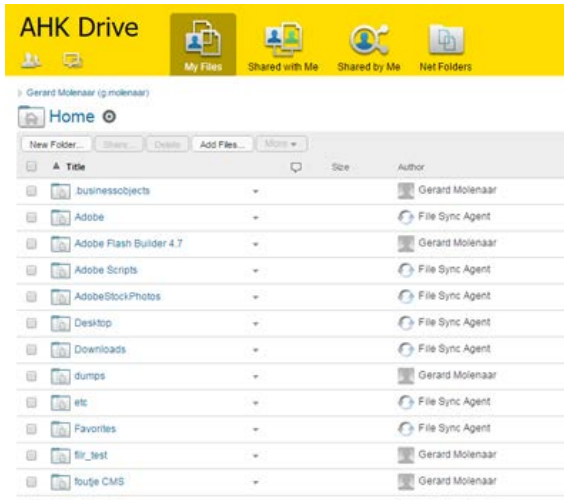 AHK Drive
My Files Shared with Me Shared by Me Net Folders
Gerard Molenaar (g.molenaar)
Home
New Folder... Share... Delete Add Files... More
Title Size Author
.businessobjects Gerard Molenaar
Adobe File Sync Agent
Adobe Flash Builder 4.7 Gerard Molenaar
Adobe Scripts File Sync Agent
AdobeStockPhotos File Sync Agent
Desktop File Sync Agent
Downloads File Sync Agent
dumps Gerard Molenaar
etc File Sync Agent
Favorites File Sync Agent
filr_test Gerard Molenaar
foutje CMS Gerard Molenaar